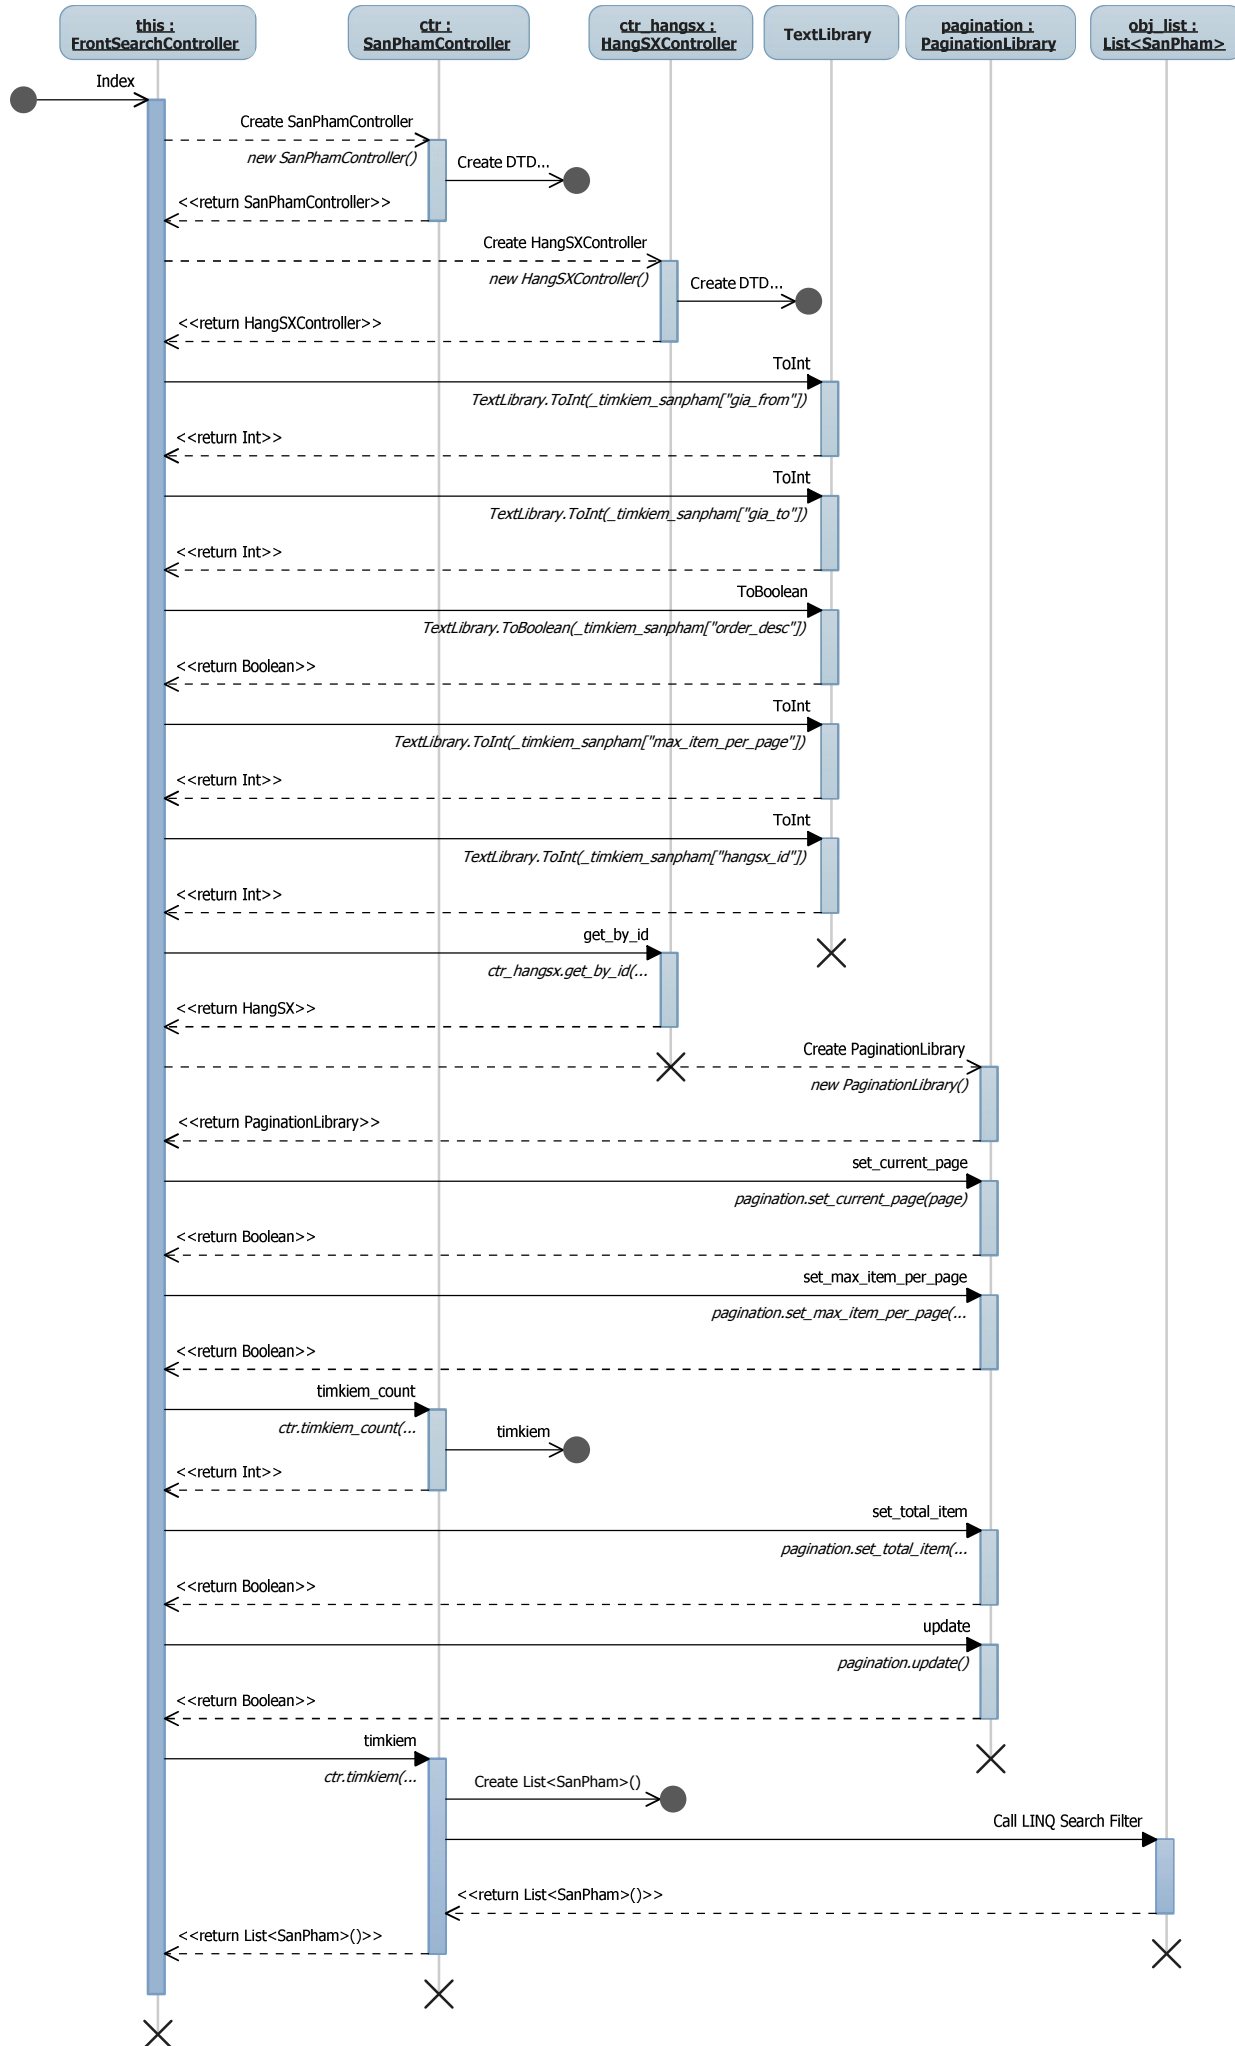 this :
FrontSearchController
ctr :
SanPhamController
ctr_hangsx :
HangSXController
TextLibrary
pagination :
PaginationLibrary
obj_list :
List<SanPham>
Index
Create SanPhamController
new SanPhamController()
Create DTD...
<<return SanPhamController>>
Create HangSXController
new HangSXController()
Create DTD...
<<return HangSXController>>
ToInt
TextLibrary.ToInt(_timkiem_sanpham["gia_from"])
<<return Int>>
ToInt
TextLibrary.ToInt(_timkiem_sanpham["gia_to"])
<<return Int>>
ToBoolean
TextLibrary.ToBoolean(_timkiem_sanpham["order_desc"])
<<return Boolean>>
ToInt
TextLibrary.ToInt(_timkiem_sanpham["max_item_per_page"])
<<return Int>>
ToInt
TextLibrary.ToInt(_timkiem_sanpham["hangsx_id"])
<<return Int>>
get_by_id
ctr_hangsx.get_by_id(...
<<return HangSX>>
Create PaginationLibrary
new PaginationLibrary()
<<return PaginationLibrary>>
set_current_page
pagination.set_current_page(page)
<<return Boolean>>
set_max_item_per_page
pagination.set_max_item_per_page(...
<<return Boolean>>
timkiem_count
ctr.timkiem_count(...
timkiem
<<return Int>>
set_total_item
pagination.set_total_item(...
<<return Boolean>>
update
pagination.update()
<<return Boolean>>
timkiem
ctr.timkiem(...
Create List<SanPham>()
Call LINQ Search Filter
<<return List<SanPham>()>>
<<return List<SanPham>()>>